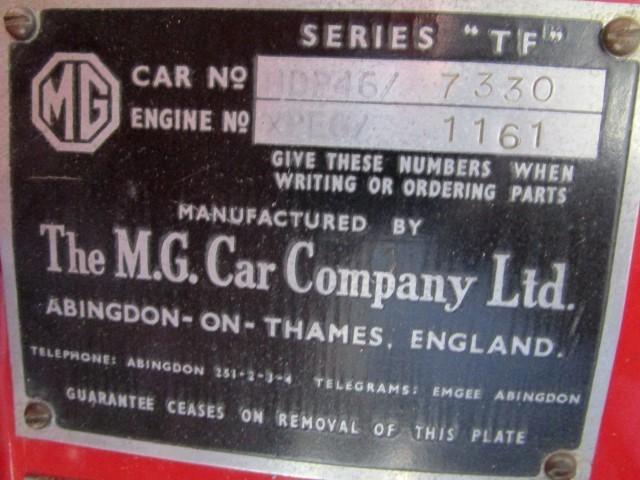 SERIES "TF"
MG
CAR No HDP46/ 7330
ENGINE No XPEG/ 1161
GIVE THESE NUMBERS WHEN
WRITING OR ORDERING PARTS
MANUFACTURED BY
The M.G. Car Company Ltd.
ABINGDON-ON-THAMES, ENGLAND.
TELEPHONE: ABINGDON 251-2-3-4 TELEGRAMS: EMGEE ABINGDON
GUARANTEE CEASES ON REMOVAL OF THIS PLATE